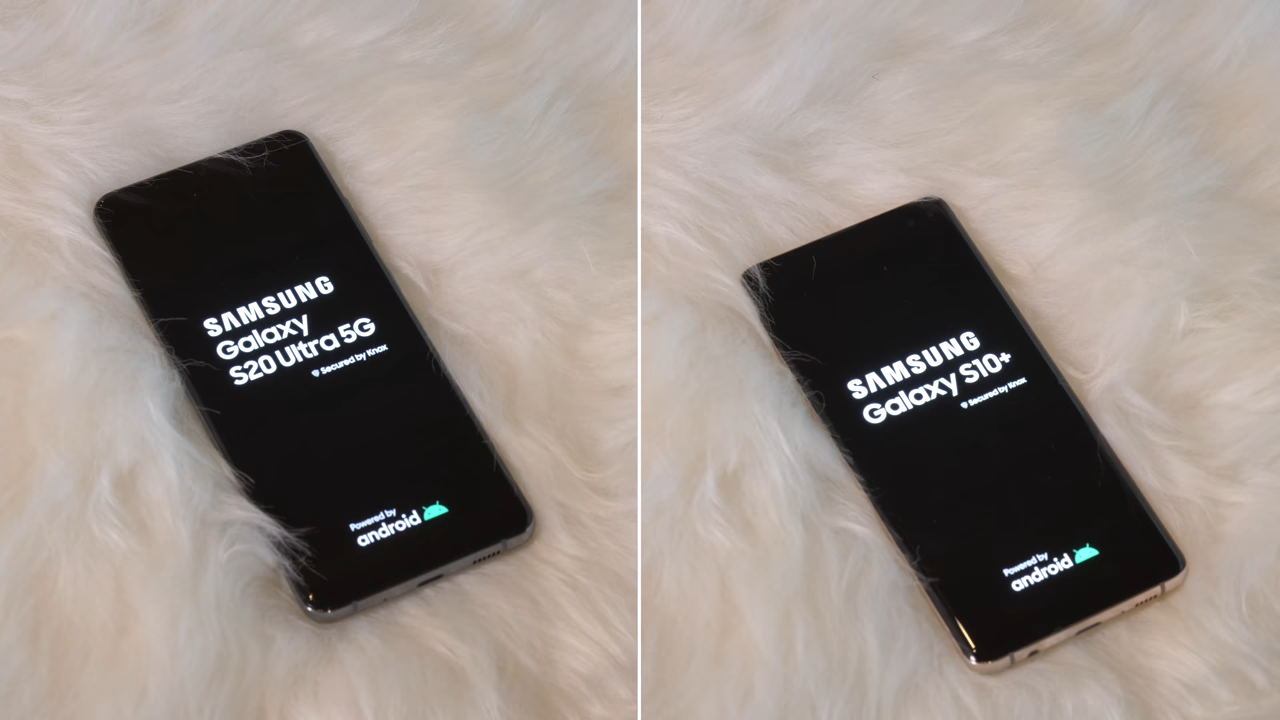 SAMSUNG
Galaxy
S20 Ultra 5G
Secured by Knox
Powered by
android
SAMSUNG
Galaxy S10+
Secured by Knox
Powered by
android